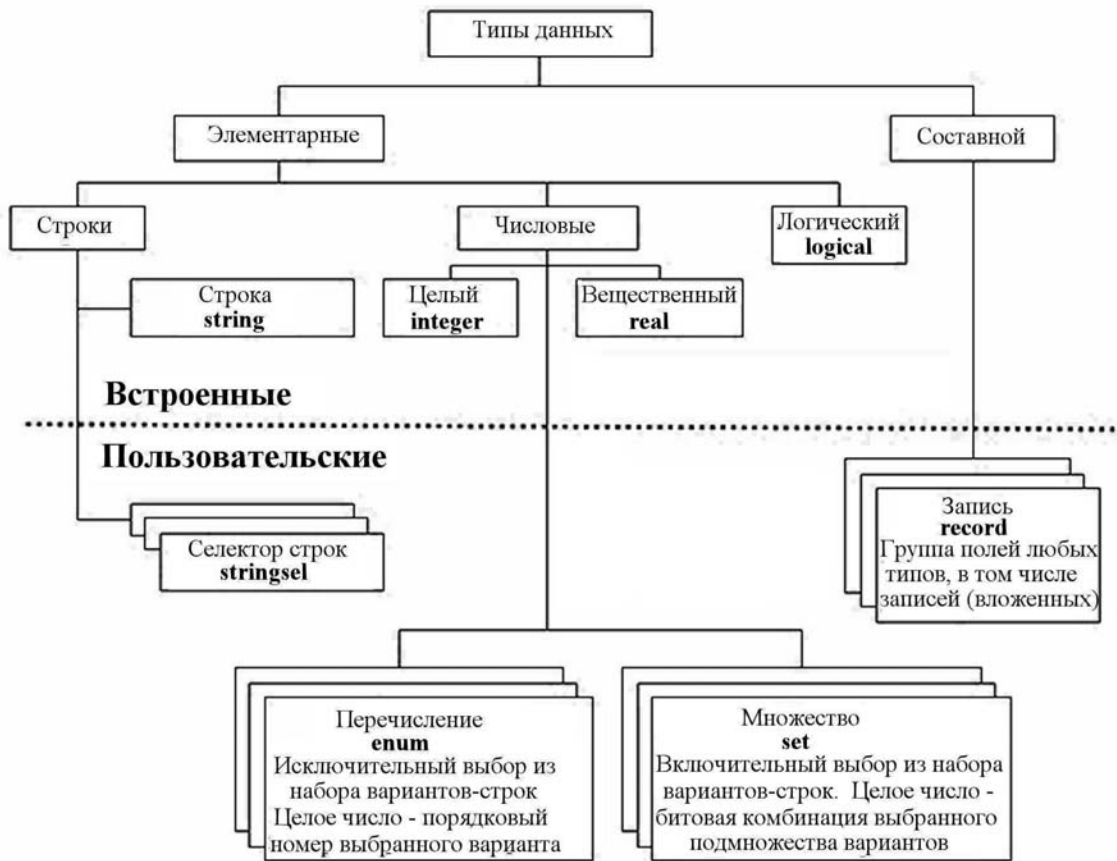 Типы данных
Элементарные
Составной
Строки
Числовые
Логический
logical
Строка
string
Целый
integer
Вещественный
real
Встроенные
Пользовательские
Селектор строк
stringsel
Запись
record
Группа полей любых
типов, в том числе
записей (вложенных)
Перечисление
enum
Исключительный выбор из
набора вариантов-строк
Целое число - порядковый
номер выбранного варианта
Множество
set
Включительный выбор из набора
вариантов-строк. Целое число -
битовая комбинация выбранного
подмножества вариантов